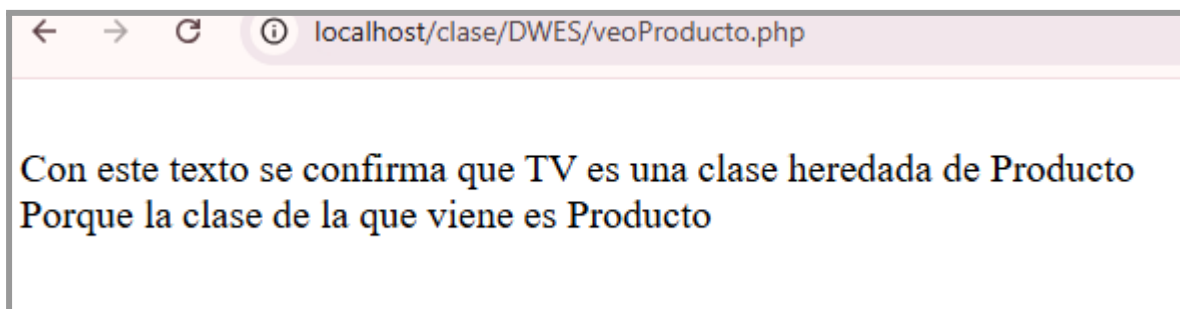 localhost/clase/DWES/veoProducto.php
Con este texto se confirma que TV es una clase heredada de Producto
Porque la clase de la que viene es Producto